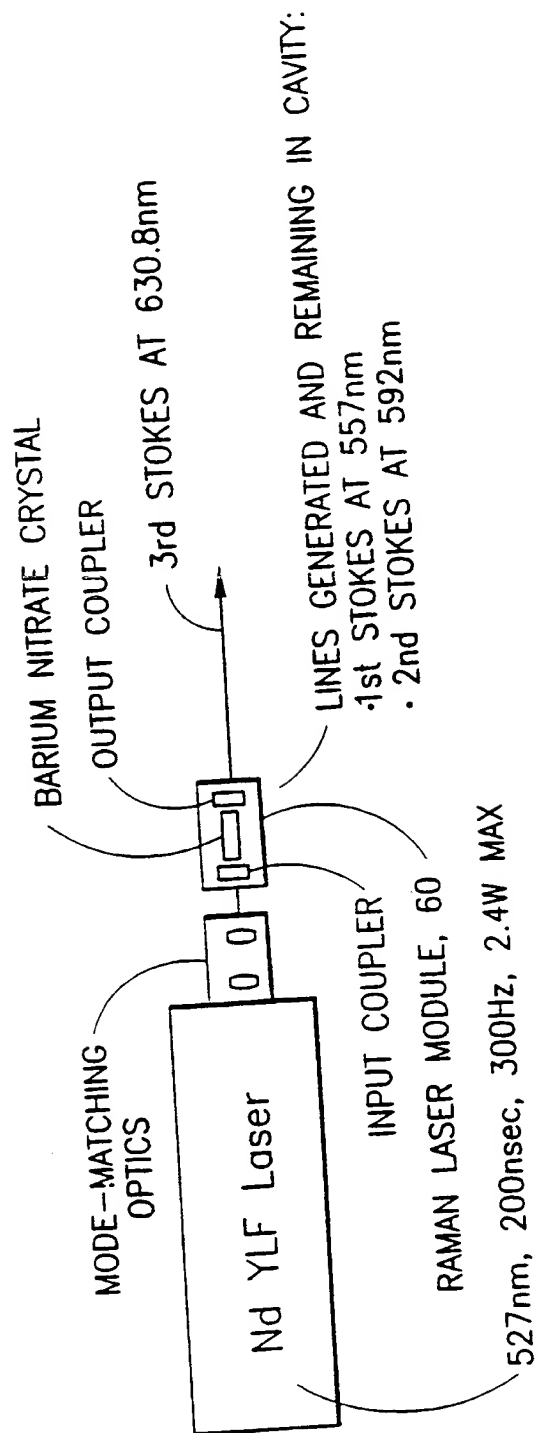 BARIUM NITRATE CRYSTAL
OUTPUT COUPLER
3rd STOKES AT 630.8nm
MODE-MATCHING
OPTICS
Nd YLF Laser
LINES GENERATED AND REMAINING IN CAVITY:
·1st STOKES AT 557nm
· 2nd STOKES AT 592nm
INPUT COUPLER
RAMAN LASER MODULE, 60
527nm, 200nsec, 300Hz, 2.4W MAX